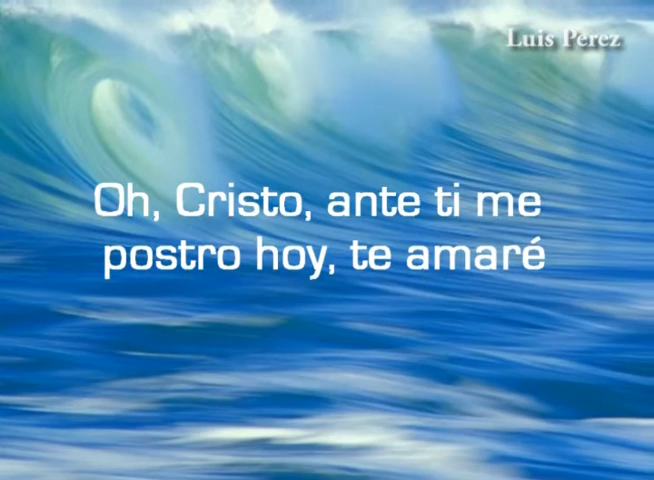 Luis Perez
Oh, Cristo, ante ti me
postro hoy, te amaré